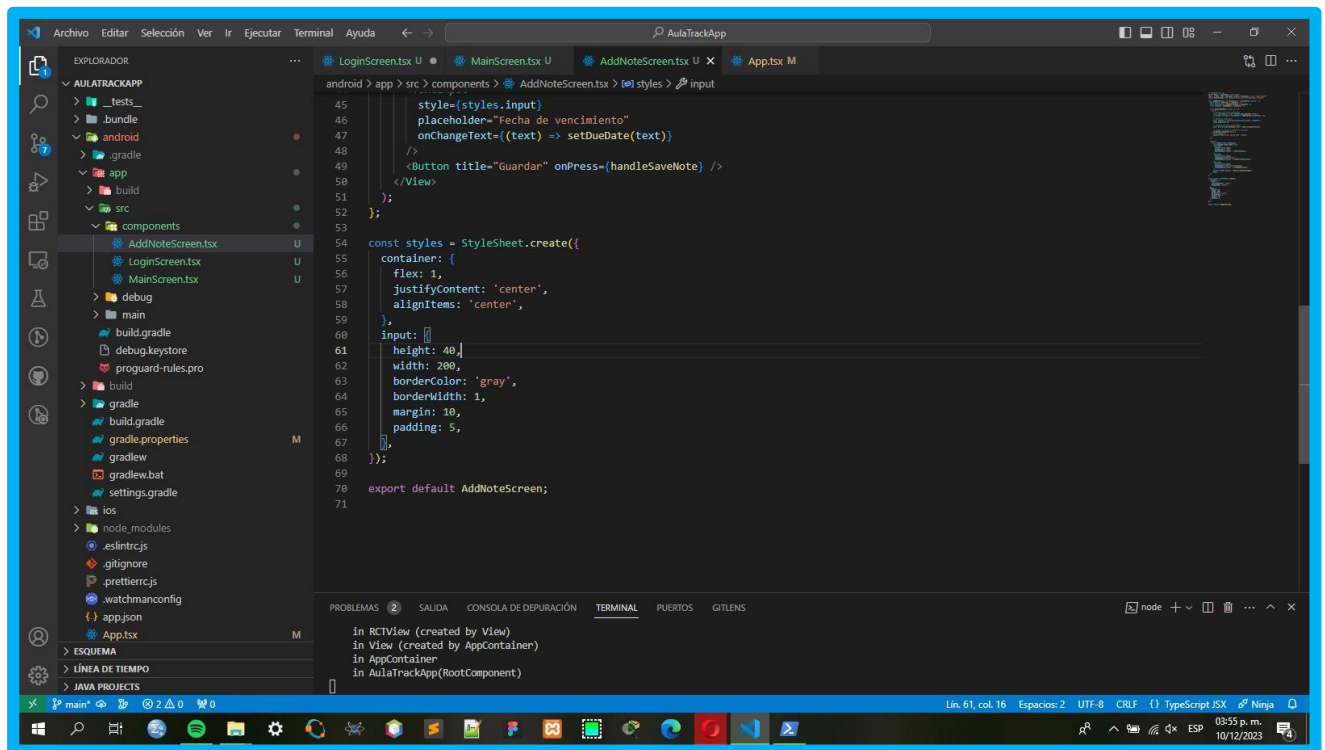 Archivo Editar Selección Ver Ir Ejecutar Terminal Ayuda
AulaTrackApp
EXPLORADOR
AULATRACKAPP
__tests__
.bundle
android
.gradle
app
build
src
components
AddNoteScreen.tsx U
LoginScreen.tsx U
MainScreen.tsx U
debug
main
build.gradle
debug.keystore
proguard-rules.pro
build
gradle
build.gradle
gradle.properties M
gradlew
gradlew.bat
settings.gradle
ios
node_modules
.eslintrc.js
.gitignore
.prettierrc.js
.watchmanconfig
app.json
App.tsx M
ESQUEMA
LÍNEA DE TIEMPO
JAVA PROJECTS
LoginScreen.tsx U MainScreen.tsx U AddNoteScreen.tsx U App.tsx M
android > app > src > components > AddNoteScreen.tsx > styles > input
45 style={styles.input}
46 placeholder="Fecha de vencimiento"
47 onChangeText={(text) => setDueDate(text)}
48 />
49 <Button title="Guardar" onPress={handleSaveNote} />
50 </View>
51 );
52 };
53
54 const styles = StyleSheet.create({
55 container: {
56 flex: 1,
57 justifyContent: 'center',
58 alignItems: 'center',
59 },
60 input: {
61 height: 40,
62 width: 200,
63 borderColor: 'gray',
64 borderWidth: 1,
65 margin: 10,
66 padding: 5,
67 },
68 });
69
70 export default AddNoteScreen;
71
PROBLEMAS 2 SALIDA CONSOLA DE DEPURACIÓN TERMINAL PUERTOS GITLENS
node
in RCTView (created by View)
in View (created by AppContainer)
in AppContainer
in AulaTrackApp(RootComponent)
main* 2 0 0
Lín. 61, col. 16 Espacios: 2 UTF-8 CRLF {} TypeScript JSX Ninja
ESP
03:55 p. m.
10/12/2023